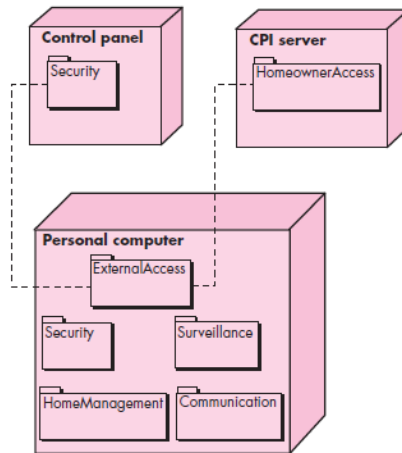 Control panel
Security
CPI server
HomeownerAccess
Personal computer
ExternalAccess
Security
Surveillance
HomeManagement
Communication